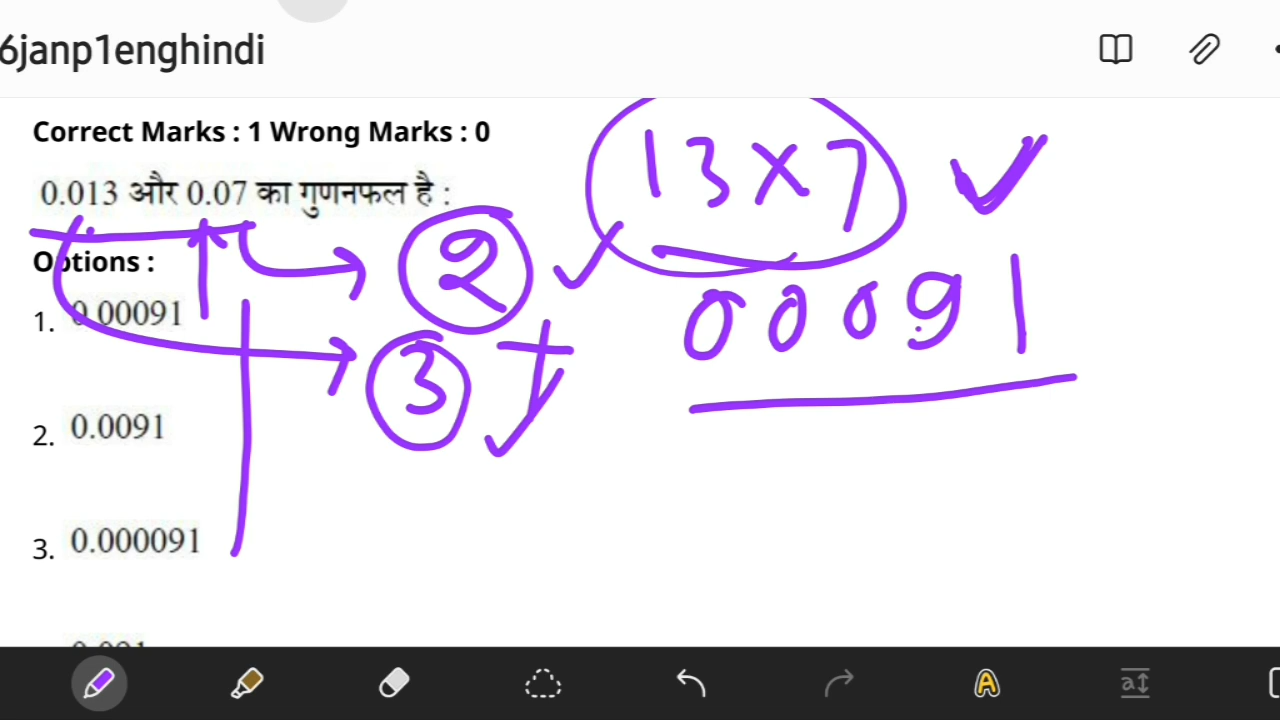 6janp1enghindi
Correct Marks : 1 Wrong Marks : 0
0.013 और 0.07 का गुणनफल है :
13×7
2
Options :
1. 0.00091
00091
3
2. 0.0091
3. 0.000091